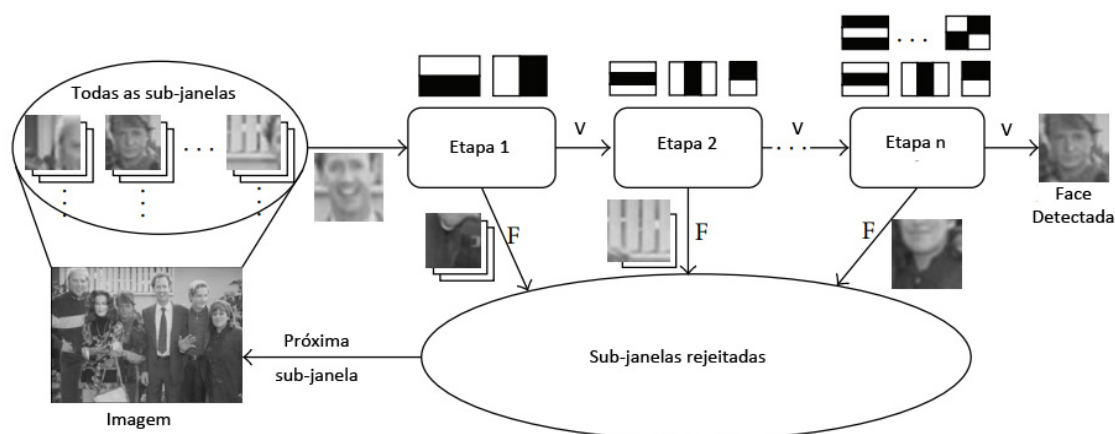 Todas as sub-janelas
Etapa 1
V
Etapa 2
V
Etapa n
V
Face
Detectada
F
F
F
Sub-janelas rejeitadas
Próxima
sub-janela
Imagem